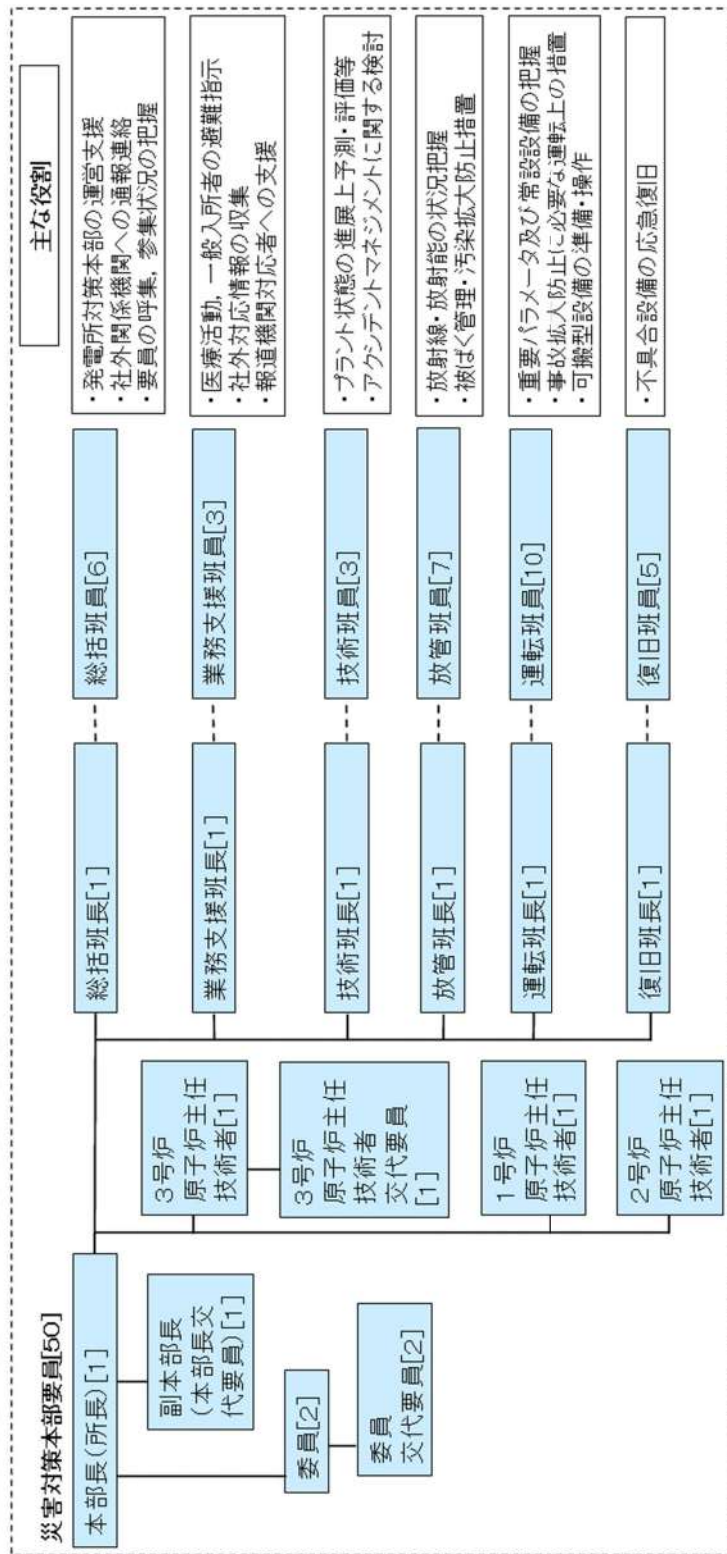 災害対策本部要員[50]
本部長(所長)[1]
副本部長
(本部長交
代要員)[1]
委員[2]
委員
交代要員[2]
3号炉
原子炉主任
技術者[1]
3号炉
原子炉主任
技術者
交代要員
[1]
1号炉
原子炉主任
技術者[1]
2号炉
原子炉主任
技術者[1]
主な役割
総括班長[1]
総括班員[6]
・発電所対策本部の運営支援
・社外関係機関への通報連絡
・要員の呼集，参集状況の把握
業務支援班長[1]
業務支援班員[3]
・医療活動，一般入所者の避難指示
・社外対応情報の収集
・報道機関対応者への支援
技術班長[1]
技術班員[3]
・プラント状態の進展上予測・評価等
・アクシデントマネジメントに関する検討
放管班長[1]
放管班員[7]
・放射線・放射能の状況把握
・被ばく管理・汚染拡大防止措置
運転班長[1]
運転班員[10]
・重要パラメータ及び常設設備の把握
・事故拡大防止に必要な運転上の措置
・可搬型設備の準備・操作
復旧班長[1]
復旧班員[5]
・不具合設備の応急復旧